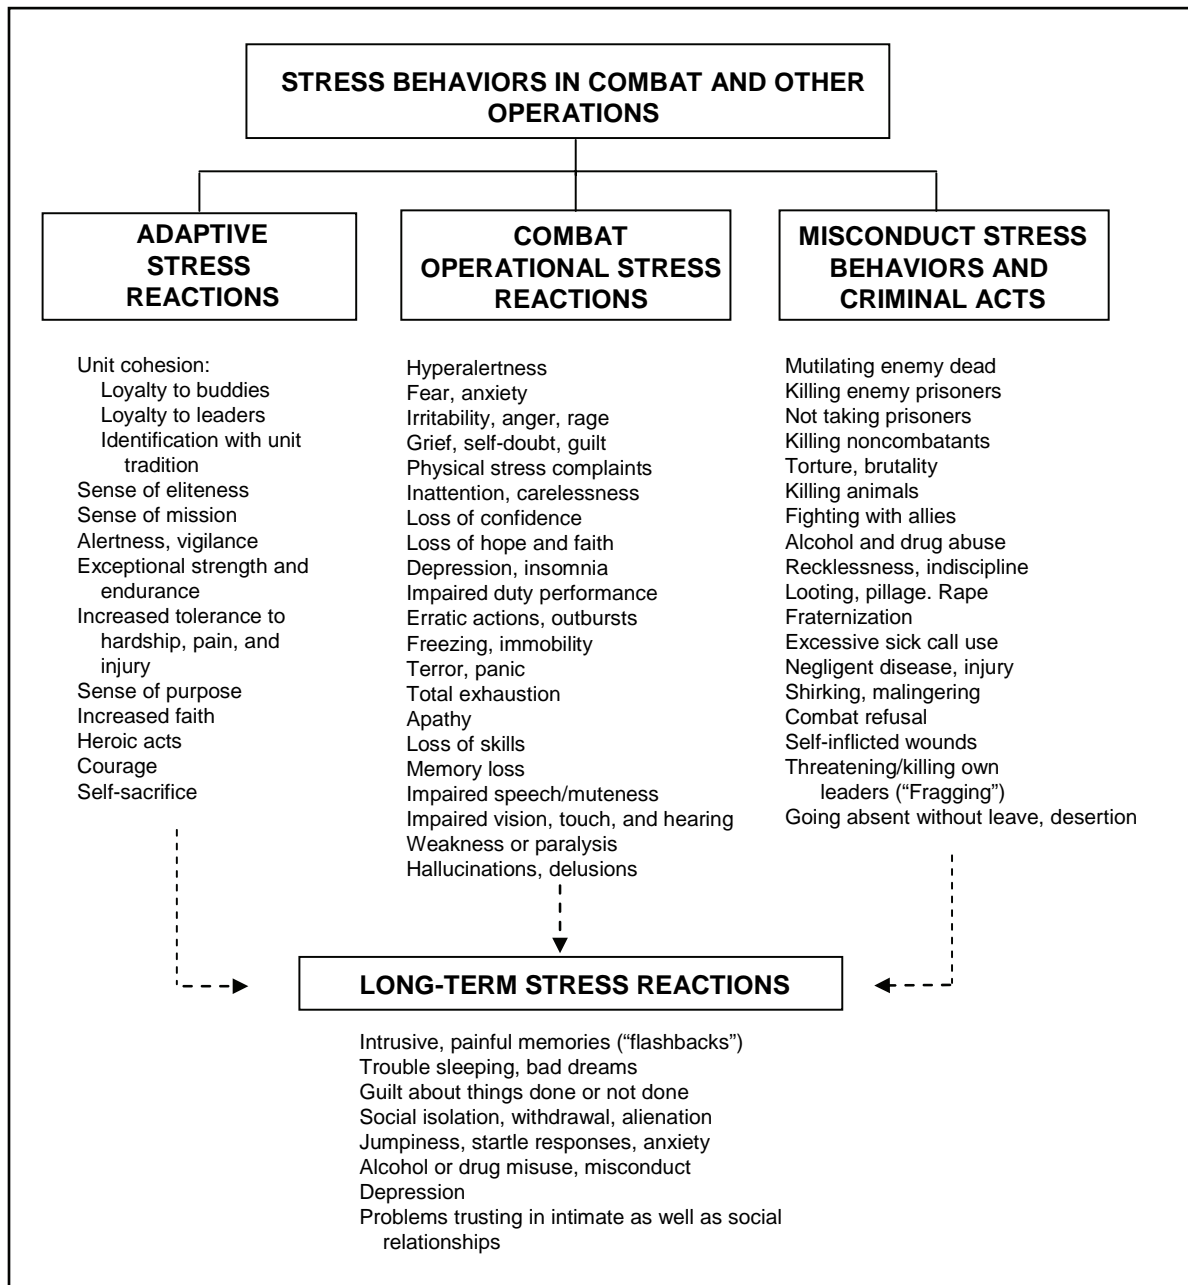 STRESS BEHAVIORS IN COMBAT AND OTHER
OPERATIONS
ADAPTIVE
STRESS
REACTIONS
Unit cohesion:
Loyalty to buddies
Loyalty to leaders
Identification with unit
tradition
Sense of eliteness
Sense of mission
Alertness, vigilance
Exceptional strength and
endurance
Increased tolerance to
hardship, pain, and
injury
Sense of purpose
Increased faith
Heroic acts
Courage
Self-sacrifice
COMBAT
OPERATIONAL STRESS
REACTIONS
Hyperalertness
Fear, anxiety
Irritability, anger, rage
Grief, self-doubt, guilt
Physical stress complaints
Inattention, carelessness
Loss of confidence
Loss of hope and faith
Depression, insomnia
Impaired duty performance
Erratic actions, outbursts
Freezing, immobility
Terror, panic
Total exhaustion
Apathy
Loss of skills
Memory loss
Impaired speech/muteness
Impaired vision, touch, and hearing
Weakness or paralysis
Hallucinations, delusions
MISCONDUCT STRESS
BEHAVIORS AND
CRIMINAL ACTS
Mutilating enemy dead
Killing enemy prisoners
Not taking prisoners
Killing noncombatants
Torture, brutality
Killing animals
Fighting with allies
Alcohol and drug abuse
Recklessness, indiscipline
Looting, pillage. Rape
Fraternization
Excessive sick call use
Negligent disease, injury
Shirking, malingering
Combat refusal
Self-inflicted wounds
Threatening/killing own
leaders (“Fragging”)
Going absent without leave, desertion
LONG-TERM STRESS REACTIONS
Intrusive, painful memories (“flashbacks”)
Trouble sleeping, bad dreams
Guilt about things done or not done
Social isolation, withdrawal, alienation
Jumpiness, startle responses, anxiety
Alcohol or drug misuse, misconduct
Depression
Problems trusting in intimate as well as social
relationships